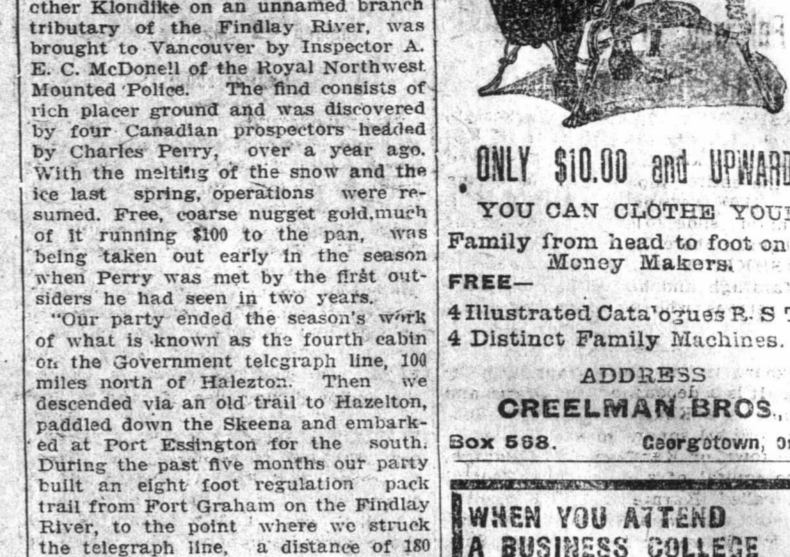 other Klondike on an unnamed branch
tributary of the Findlay River, was
brought to Vancouver by Inspector A.
E. C. McDonell of the Royal Northwest
Mounted Police. The find consists of
rich placer ground and was discovered
by four Canadian prospectors headed
by Charles Perry, over a year ago.
With the melting of the snow and the
ice last spring, operations were re-
sumed. Free, coarse nugget gold,much
of it running $100 to the pan, was
being taken out early in the season
when Perry was met by the first out-
siders he had seen in two years.
"Our party ended the season's work
of what is known as the fourth cabin
on the Government telegraph line, 100
miles north of Halezton. Then we
descended via an old trail to Hazelton,
paddled down the Skeena and embark-
ed at Port Essington for the south.
During the past five months our party
built an eight foot regulation pack
trail from Fort Graham on the Findlay
River, to the point where we struck
the telegraph line, a distance of 180
ONLY $10.00 and UPWARD
YOU CAN CLOTHE YOU
Family from head to foot on
Money Makers.
FREE—
4 Illustrated Cata'ogues R. S
4 Distinct Family Machines.
ADDRESS
CREELMAN BROS.,
Box 568. Georgetown, O
WHEN YOU ATTEND
A BUSINESS COLLEGE